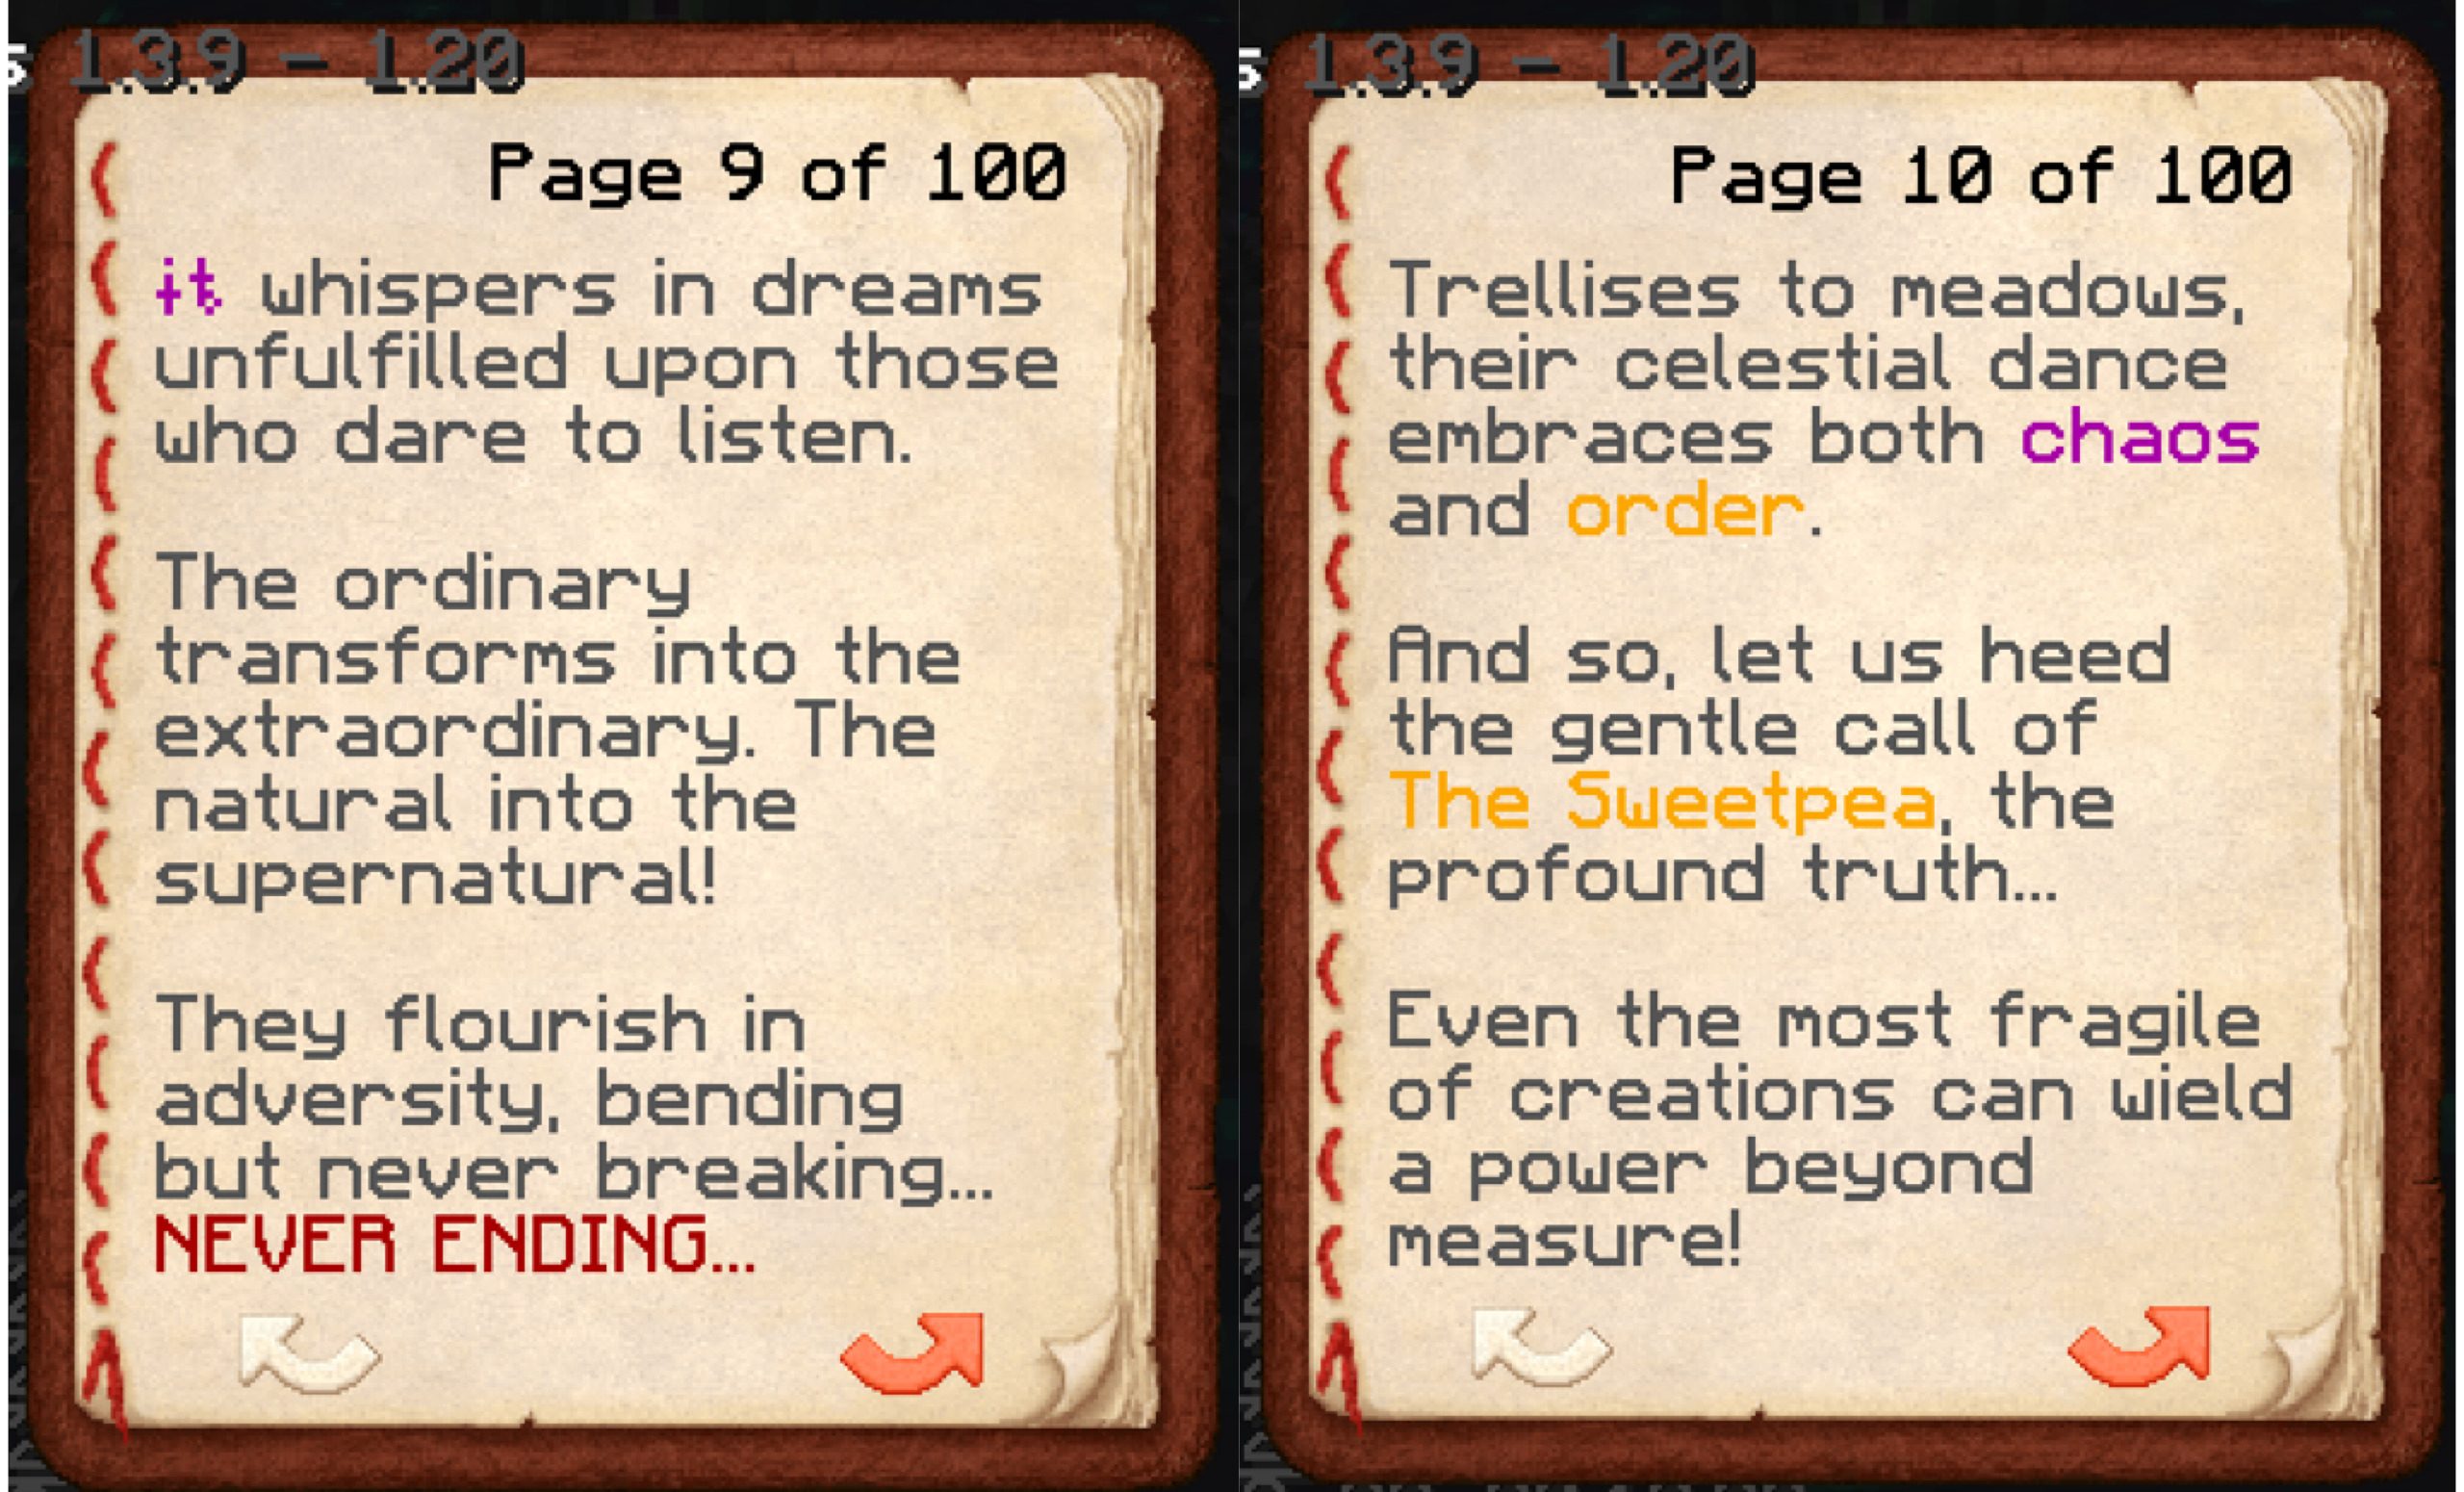 1.3.9 - 1.20
Page 9 of 100
it whispers in dreams
unfulfilled upon those
who dare to listen.
The ordinary
transforms into the
extraordinary. The
natural into the
supernatural!
They flourish in
adversity, bending
but never breaking...
NEVER ENDING...
1.3.9 - 1.20
Page 10 of 100
Trellises to meadows,
their celestial dance
embraces both chaos
and order.
And so, let us heed
the gentle call of
The Sweetpea, the
profound truth...
Even the most fragile
of creations can wield
a power beyond
measure!